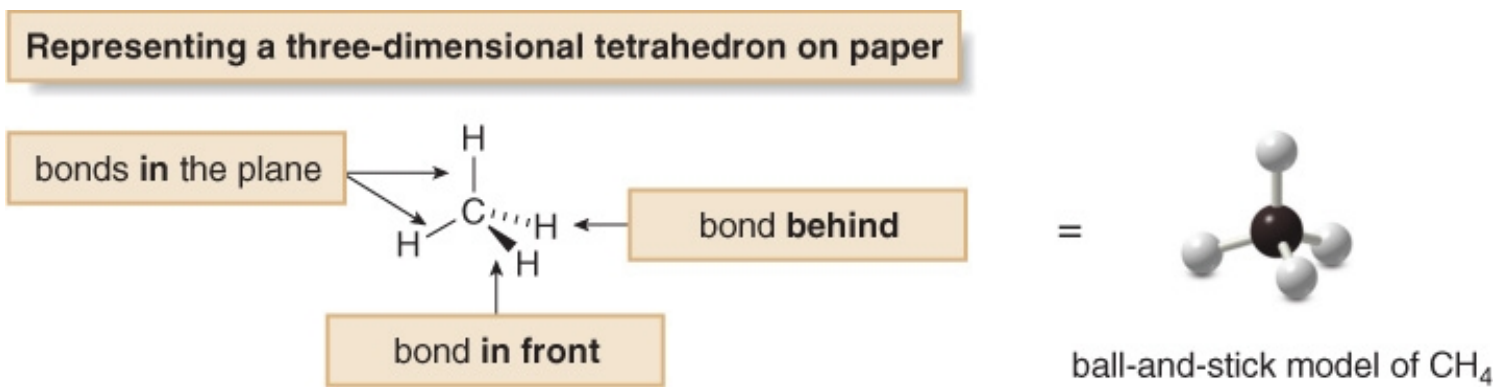 Representing a three-dimensional tetrahedron on paper
bonds in the plane
H
C
H
H
H
bond behind
=
bond in front
ball-and-stick model of CH₄